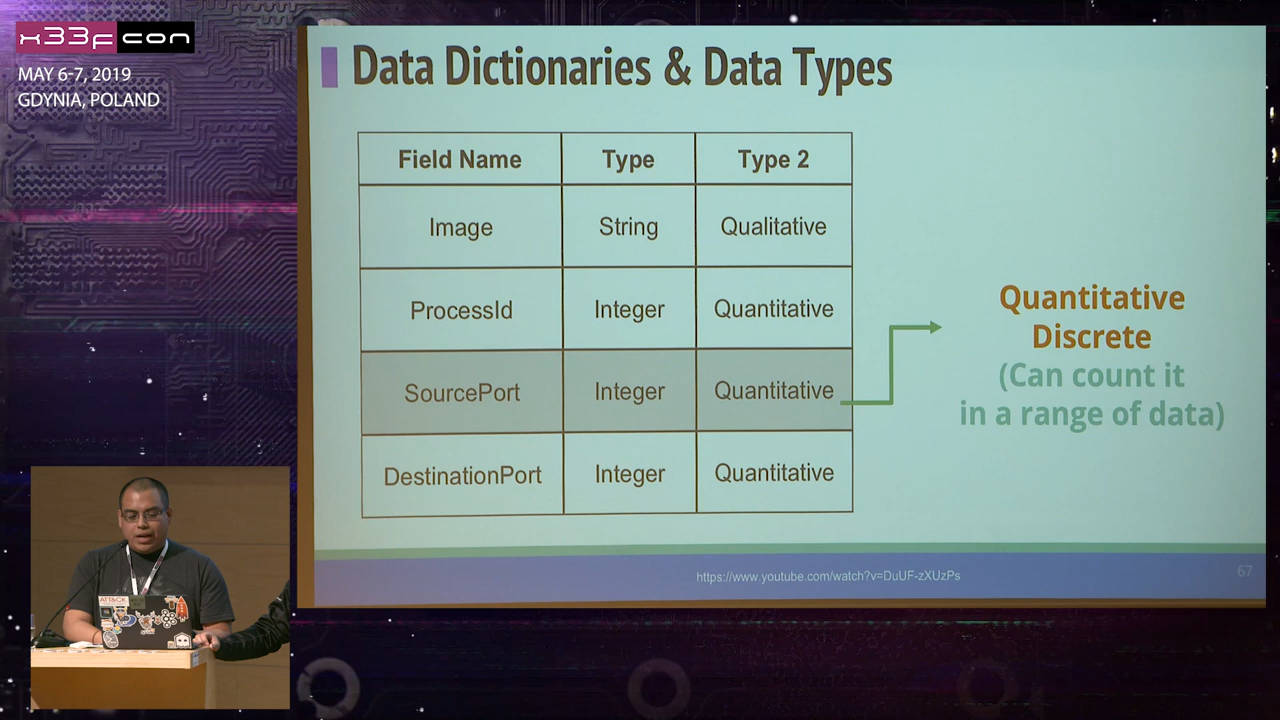 x33fcon
MAY 6-7, 2019
GDYNIA, POLAND
Data Dictionaries & Data Types
Field Name Type Type 2
Image String Qualitative
ProcessId Integer Quantitative
SourcePort Integer Quantitative
DestinationPort Integer Quantitative
Quantitative
Discrete
(Can count it
in a range of data)
https://www.youtube.com/watch?v=DuUF-zXUzPs
67
ATT&CK